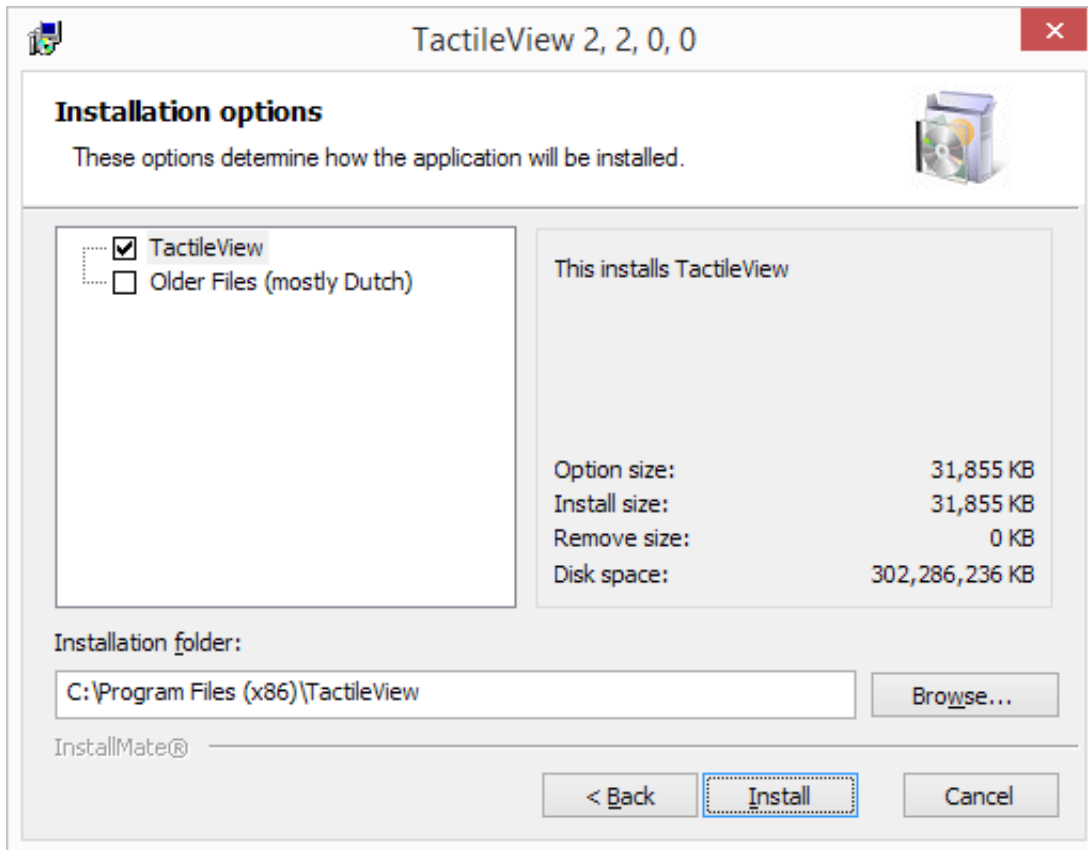 TactileView 2, 2, 0, 0
Installation options
These options determine how the application will be installed.
TactileView
Older Files (mostly Dutch)
This installs TactileView
Option size: 31,855 KB
Install size: 31,855 KB
Remove size: 0 KB
Disk space: 302,286,236 KB
Installation folder:
C:\Program Files (x86)\TactileView
Browse...
InstallMate®
< Back Install Cancel